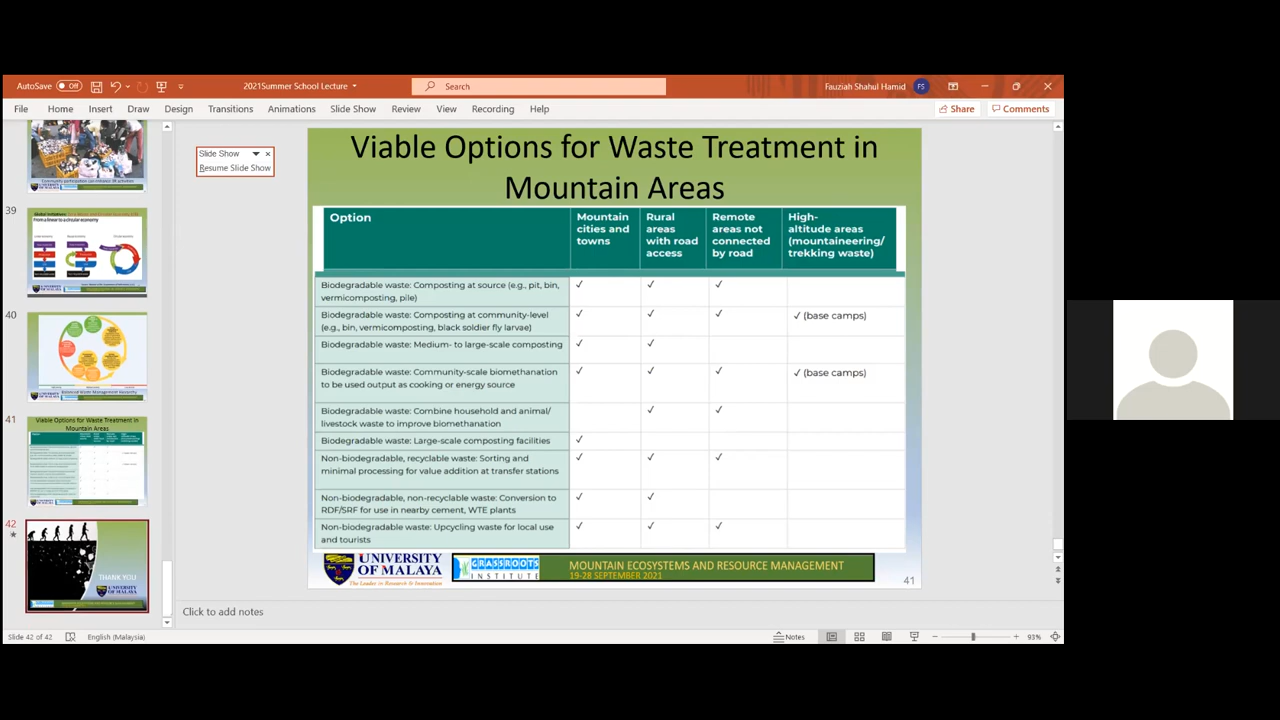 AutoSave Off
2021Summer School Lecture
Search
Fauziah Shahul Hamid
FS
File Home Insert Draw Design Transitions Animations Slide Show Review View Recording Help
Share Comments
Slide Show
Resume Slide Show
39
From a linear to a circular economy
40
41
Viable Options for Waste Treatment in
Mountain Areas
42
THANK YOU
Viable Options for Waste Treatment in
Mountain Areas
Option
Mountain
cities and
towns
Rural
areas
with road
access
Remote
areas not
connected
by road
High-
altitude areas
(mountaineering/
trekking waste)
Biodegradable waste: Composting at source (e.g., pit, bin,
vermicomposting, pile)
✓ ✓ ✓
Biodegradable waste: Composting at community-level
(e.g., bin, vermicomposting, black soldier fly larvae)
✓ ✓ ✓ ✓ (base camps)
Biodegradable waste: Medium- to large-scale composting
✓ ✓
Biodegradable waste: Community-scale biomethanation
to be used output as cooking or energy source
✓ ✓ ✓ ✓ (base camps)
Biodegradable waste: Combine household and animal/
livestock waste to improve biomethanation
✓ ✓
Biodegradable waste: Large-scale composting facilities
✓
Non-biodegradable, recyclable waste: Sorting and
minimal processing for value addition at transfer stations
✓ ✓ ✓
Non-biodegradable, non-recyclable waste: Conversion to
RDF/SRF for use in nearby cement, WTE plants
✓ ✓
Non-biodegradable waste: Upcycling waste for local use
and tourists
✓ ✓ ✓
UNIVERSITY
OF MALAYA
The Leader in Research & Innovation
GRASSROOTS
INSTITUTE
MOUNTAIN ECOSYSTEMS AND RESOURCE MANAGEMENT
19-28 SEPTEMBER 2021
41
Click to add notes
Slide 42 of 42
English (Malaysia)
Notes
93%